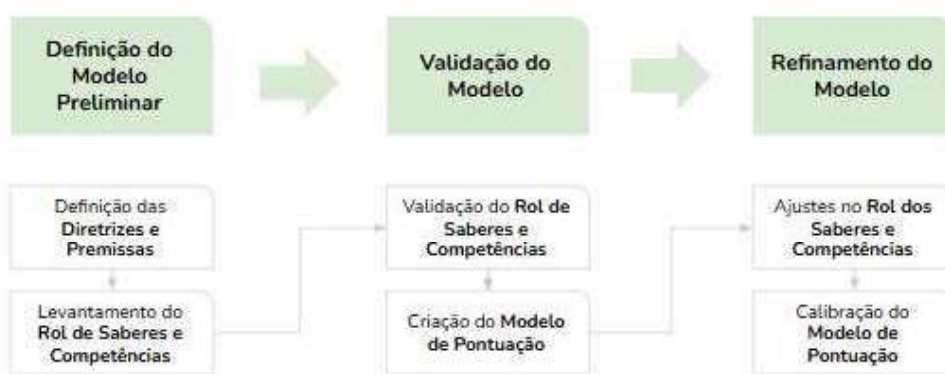 Definição do
Modelo
Preliminar
Validação do
Modelo
Refinamento do
Modelo
Definição das
Diretrizes e
Premissas
Levantamento do
Rol de Saberes e
Competências
Validação do Rol de
Saberes e
Competências
Criação do Modelo
de Pontuação
Ajustes no Rol dos
Saberes e
Competências
Calibração do
Modelo de
Pontuação